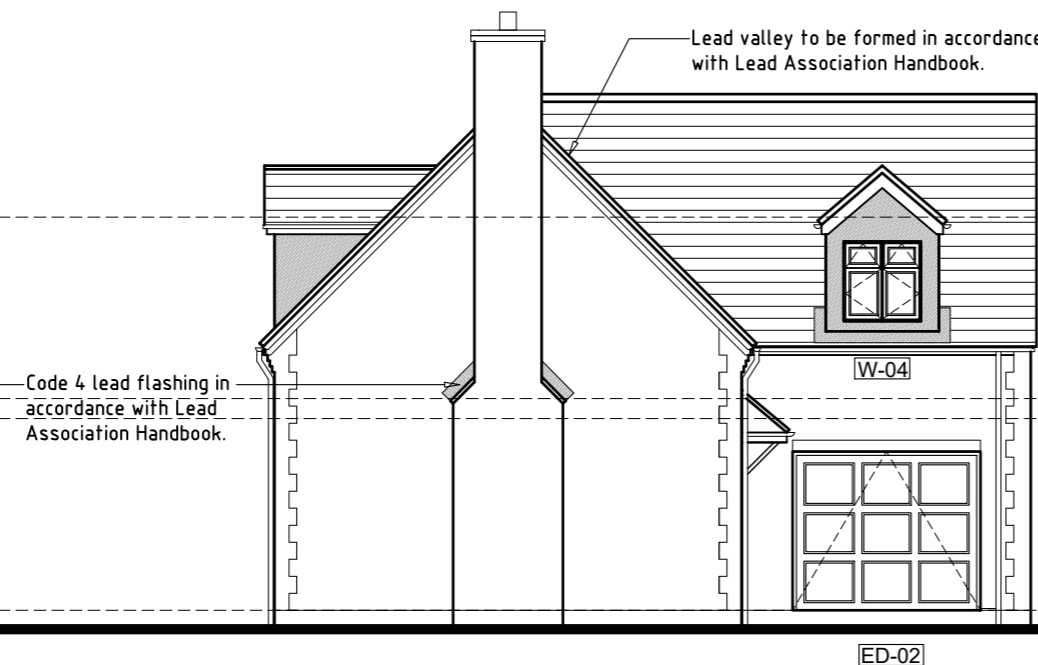 Lead valley to be formed in accordance
with Lead Association Handbook.
W-04
Code 4 lead flashing in
accordance with Lead
Association Handbook.
ED-02